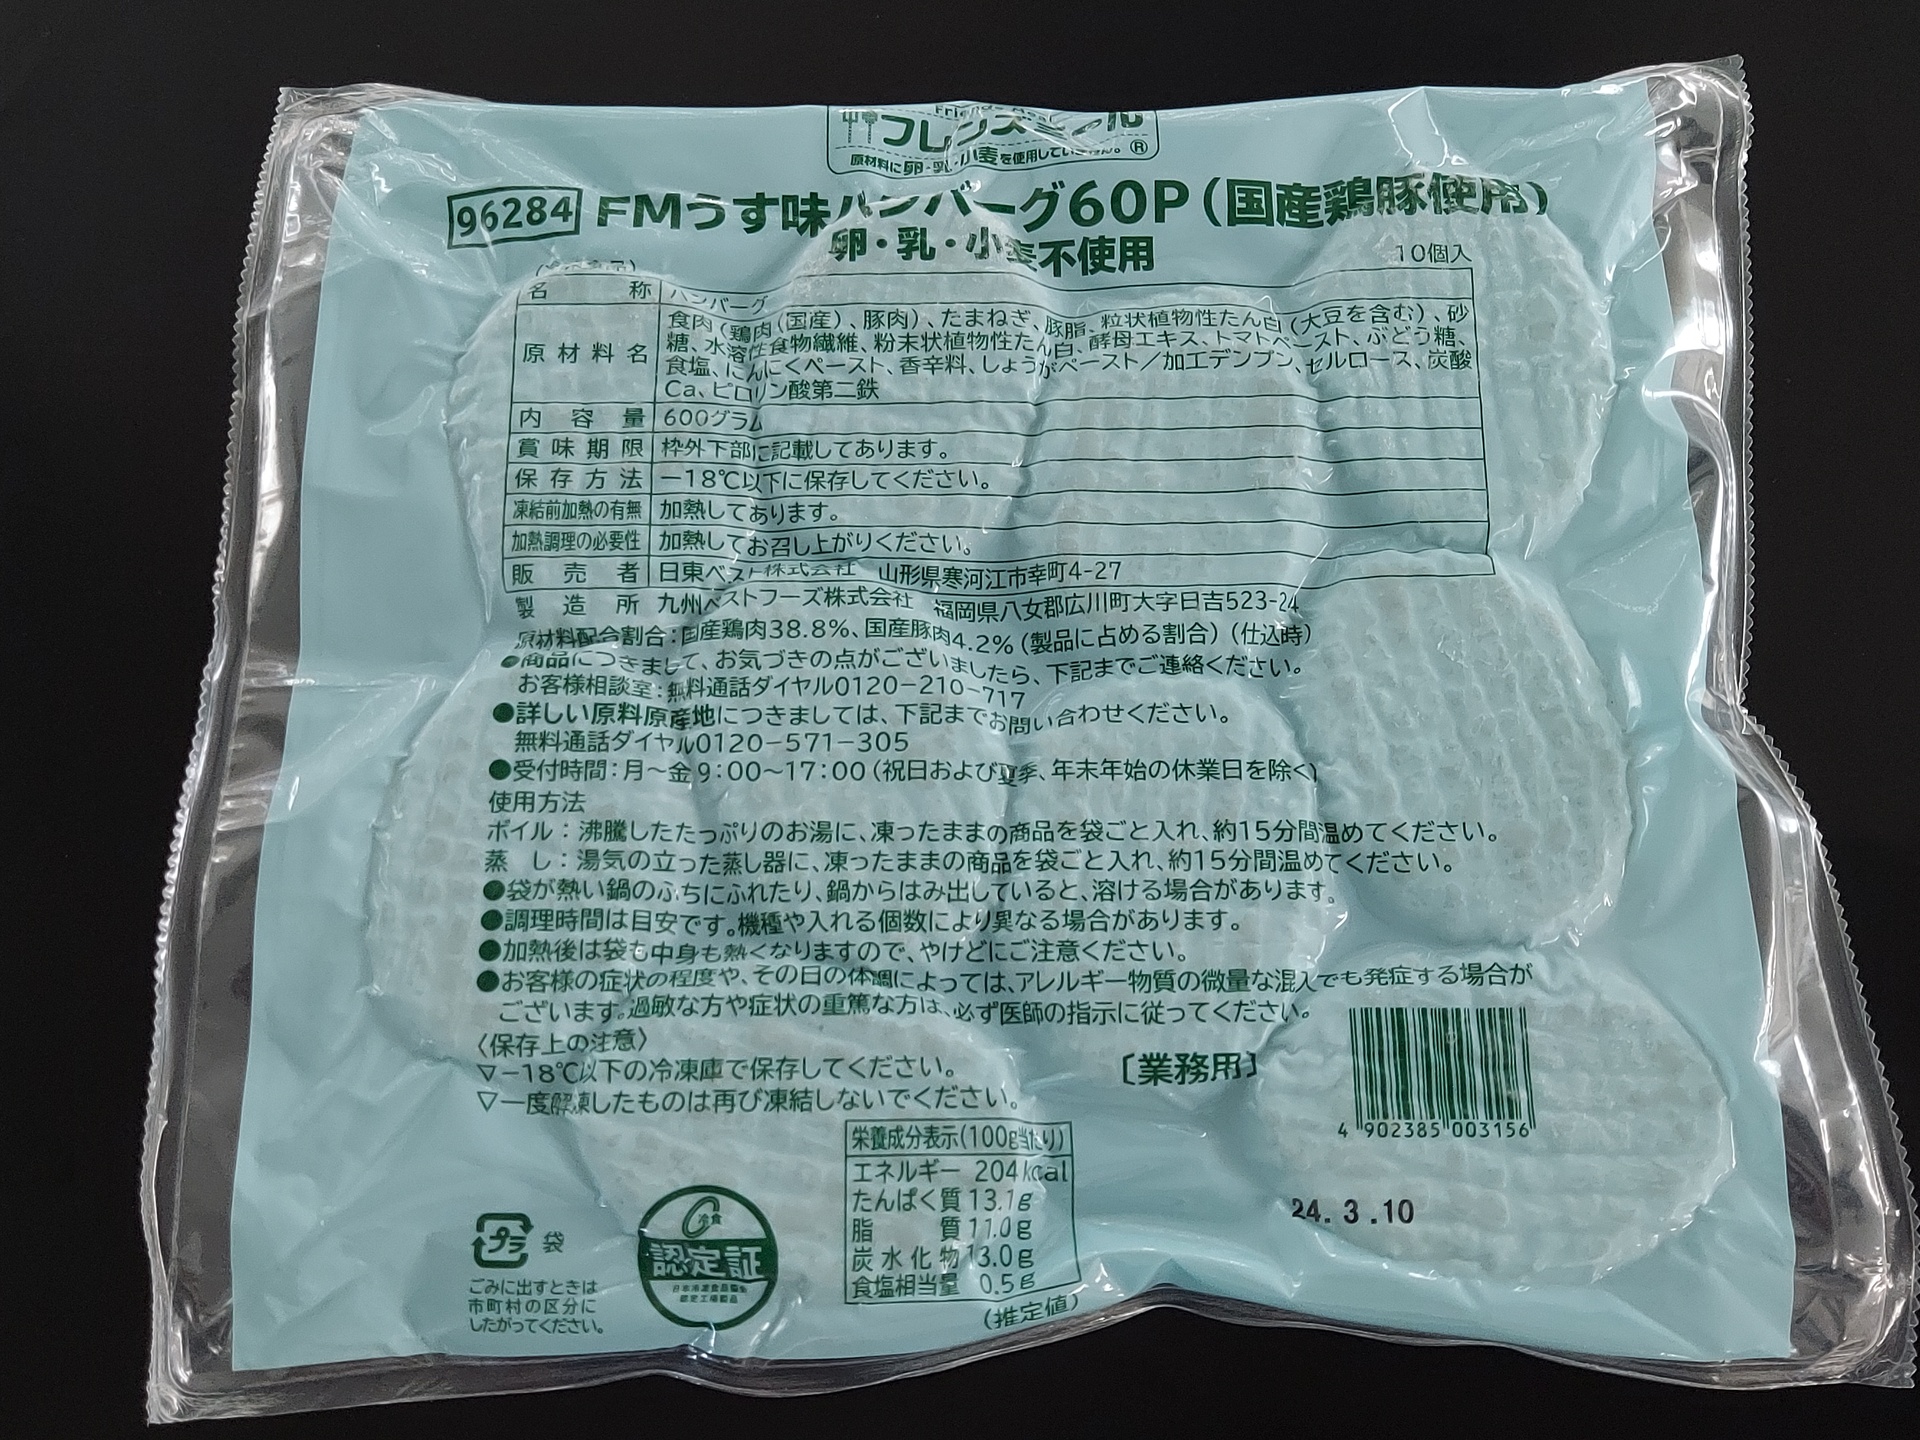 Friends Meal
フレンズミール
原材料に卵・乳・小麦を使用していません。®
96284 FMうす味ハンバーグ60P(国産鶏豚使用)
卵・乳・小麦不使用
10個入
(冷凍食品)
名称 ハンバーグ
原材料名 食肉(鶏肉(国産)、豚肉)、たまねぎ、豚脂、粒状植物性たん白(大豆を含む)、砂
糖、水溶性食物繊維、粉末状植物性たん白、酵母エキス、トマトペースト、ぶどう糖、
食塩、にんにくペースト、香辛料、しょうがペースト/加工デンプン、セルロース、炭酸
Ca、ピロリン酸第二鉄
内容量 600グラム
賞味期限 枠外下部に記載してあります。
保存方法 -18℃以下に保存してください。
凍結前加熱の有無 加熱してあります。
加熱調理の必要性 加熱してお召し上がりください。
販売者 日東ベスト株式会社 山形県寒河江市幸町4-27
製造所 九州ベストフーズ株式会社 福岡県八女郡広川町大字日吉523-24
原材料配合割合:国産鶏肉38.8%、国産豚肉4.2%(製品に占める割合)(仕込時)
●商品につきまして、お気づきの点がございましたら、下記までご連絡ください。
お客様相談室:無料通話ダイヤル0120-210-717
●詳しい原料原産地につきましては、下記までお問い合わせください。
無料通話ダイヤル0120-571-305
●受付時間:月~金 9:00~17:00(祝日および夏季、年末年始の休業日を除く)
使用方法
ボイル:沸騰したたっぷりのお湯に、凍ったままの商品を袋ごと入れ、約15分間温めてください。
蒸し:湯気の立った蒸し器に、凍ったままの商品を袋ごと入れ、約15分間温めてください。
●袋が熱い鍋のふちにふれたり、鍋からはみ出していると、溶ける場合があります。
●調理時間は目安です。機種や入れる個数により異なる場合があります。
●加熱後は袋も中身も熱くなりますので、やけどにご注意ください。
●お客様の症状の程度や、その日の体調によっては、アレルギー物質の微量な混入でも発症する場合が
ございます。過敏な方や症状の重篤な方は、必ず医師の指示に従ってください。
〈保存上の注意〉
▽-18℃以下の冷凍庫で保存してください。
▽一度解凍したものは再び凍結しないでください。
〔業務用〕
4 902385 003156
栄養成分表示(100g当たり)
エネルギー 204kcal
たんぱく質 13.1g
脂質 11.0g
炭水化物 13.0g
食塩相当量 0.5g
(推定値)
24.3.10
プラ 袋
ごみに出すときは
市町村の区分に
したがってください。
冷食
認定証
日本冷凍食品協会
認定工場製品